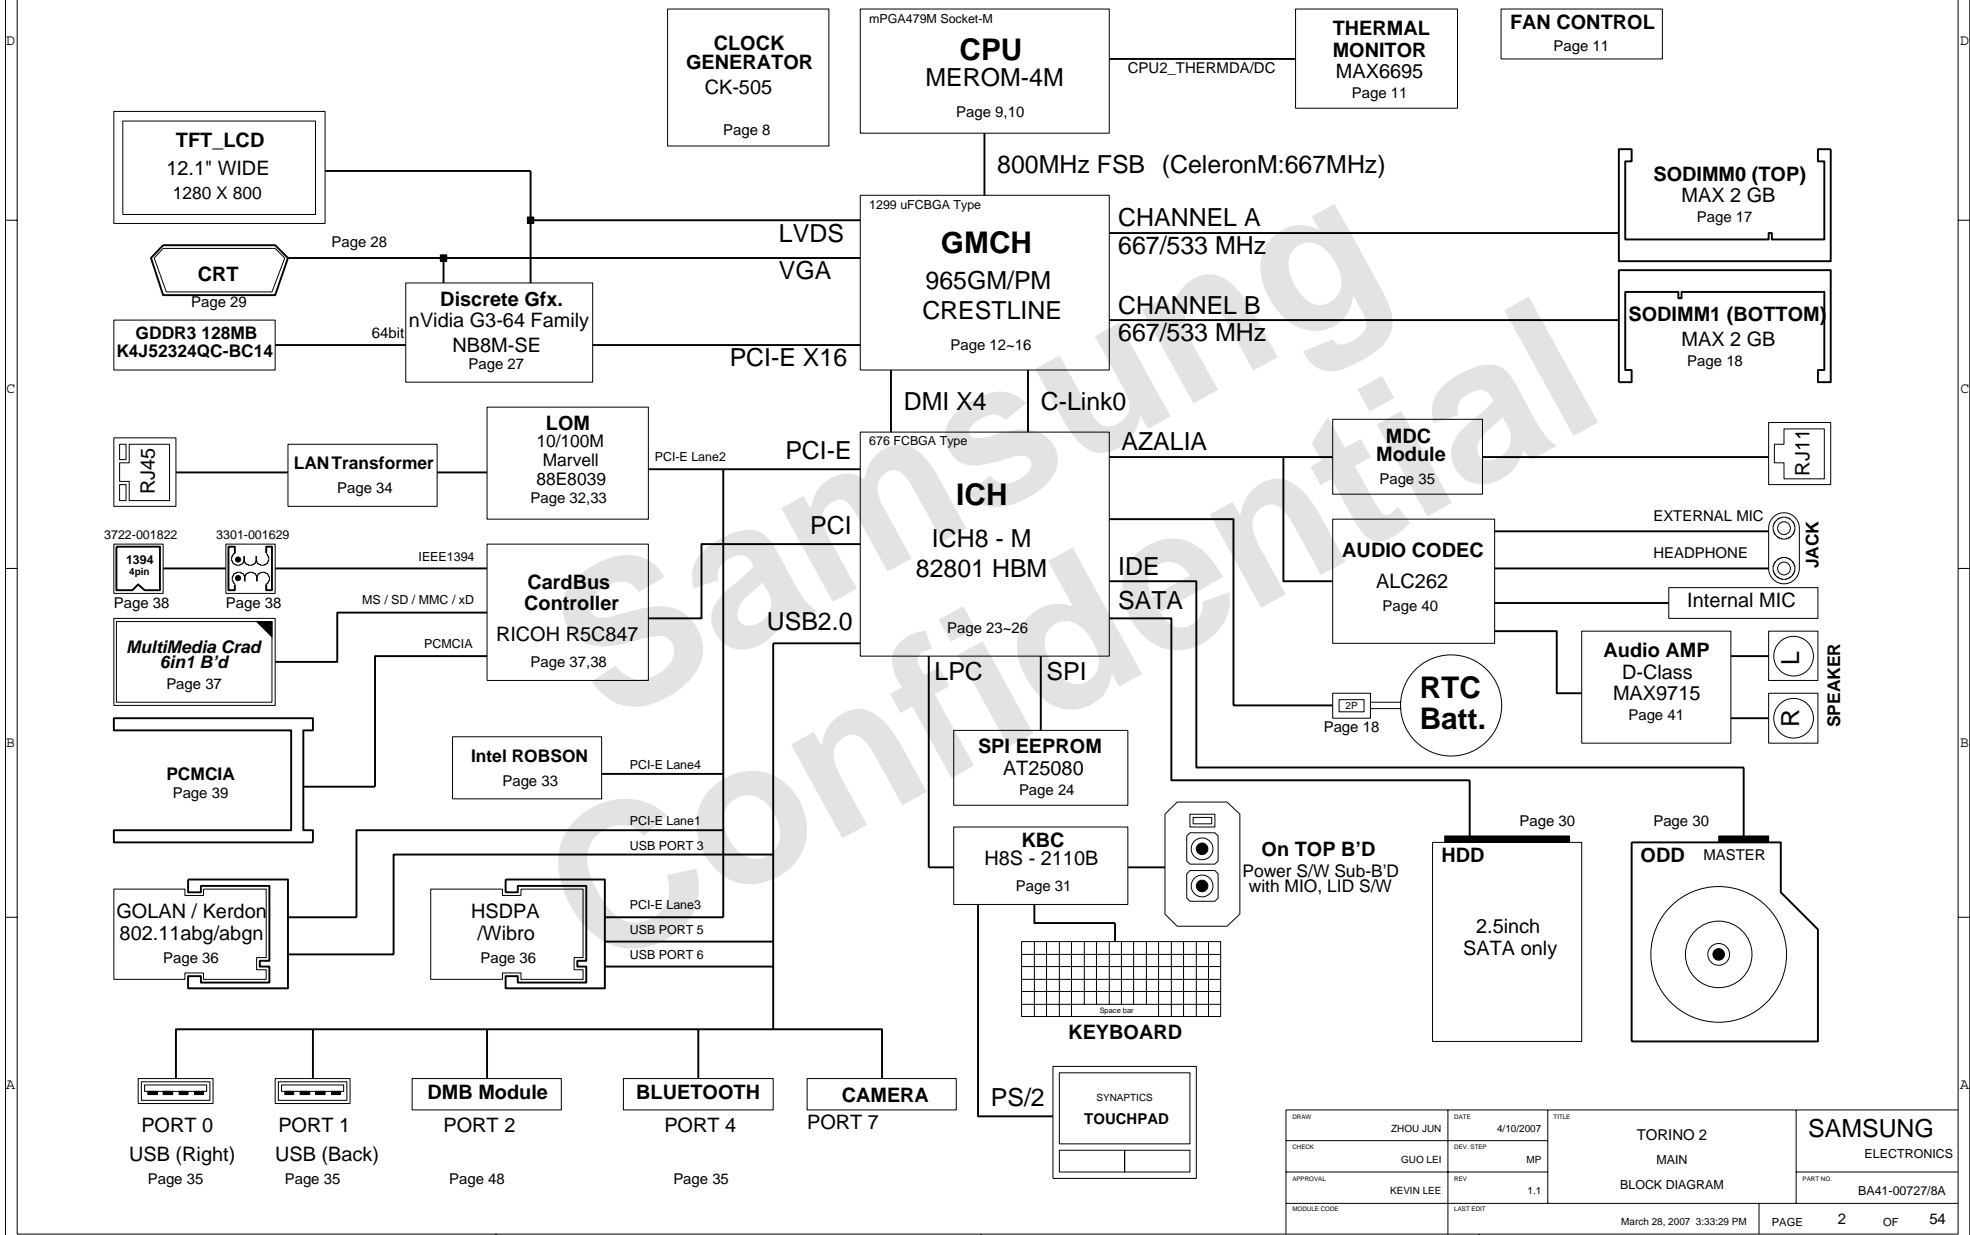 D
D
CLOCK
GENERATOR
CK-505
Page 8
mPGA479M Socket-M
CPU
MEROM-4M
Page 9,10
CPU2_THERMDA/DC
THERMAL
MONITOR
MAX6695
Page 11
FAN CONTROL
Page 11
TFT_LCD
12.1" WIDE
1280 X 800
800MHz FSB (CeleronM:667MHz)
SODIMM0 (TOP)
MAX 2 GB
Page 17
1299 uFCBGA Type
GMCH
965GM/PM
CRESTLINE
Page 12~16
LVDS
VGA
PCI-E X16
CHANNEL A
667/533 MHz
CHANNEL B
667/533 MHz
SODIMM1 (BOTTOM)
MAX 2 GB
Page 18
Page 28
CRT
Page 29
GDDR3 128MB
K4J52324QC-BC14
64bit
Discrete Gfx.
nVidia G3-64 Family
NB8M-SE
Page 27
C
C
DMI X4
C-Link0
RJ45
LAN Transformer
Page 34
LOM
10/100M
Marvell
88E8039
Page 32,33
PCI-E Lane2
PCI-E
PCI
USB2.0
676 FCBGA Type
ICH
ICH8 - M
82801 HBM
Page 23~26
AZALIA
IDE
SATA
LPC
SPI
MDC
Module
Page 35
RJ11
3722-001822
1394
4pin
Page 38
3301-001629
Page 38
IEEE1394
MS / SD / MMC / xD
PCMCIA
CardBus
Controller
RICOH R5C847
Page 37,38
MultiMedia Crad
6in1 B'd
Page 37
AUDIO CODEC
ALC262
Page 40
EXTERNAL MIC
HEADPHONE
JACK
Internal MIC
Audio AMP
D-Class
MAX9715
Page 41
L
R
SPEAKER
2P
Page 18
RTC
Batt.
B
B
PCMCIA
Page 39
Intel ROBSON
Page 33
PCI-E Lane4
PCI-E Lane1
USB PORT 3
SPI EEPROM
AT25080
Page 24
KBC
H8S - 2110B
Page 31
On TOP B'D
Power S/W Sub-B'D
with MIO, LID S/W
Page 30
HDD
2.5inch
SATA only
Page 30
ODD MASTER
GOLAN / Kerdon
802.11abg/abgn
Page 36
HSDPA
/Wibro
Page 36
PCI-E Lane3
USB PORT 5
USB PORT 6
Space bar
KEYBOARD
A
A
PORT 0
USB (Right)
Page 35
PORT 1
USB (Back)
Page 35
DMB Module
PORT 2
Page 48
BLUETOOTH
PORT 4
Page 35
CAMERA
PORT 7
PS/2
SYNAPTICS
TOUCHPAD
DRAW
ZHOU JUN
DATE
4/10/2007
TITLE
TORINO 2
MAIN
BLOCK DIAGRAM
SAMSUNG
ELECTRONICS
CHECK
GUO LEI
DEV. STEP
MP
APPROVAL
KEVIN LEE
REV
1.1
PART NO.
BA41-00727/8A
MODULE CODE
LAST EDIT
March 28, 2007 3:33:29 PM
PAGE 2 OF 54
Samsung
Confidential